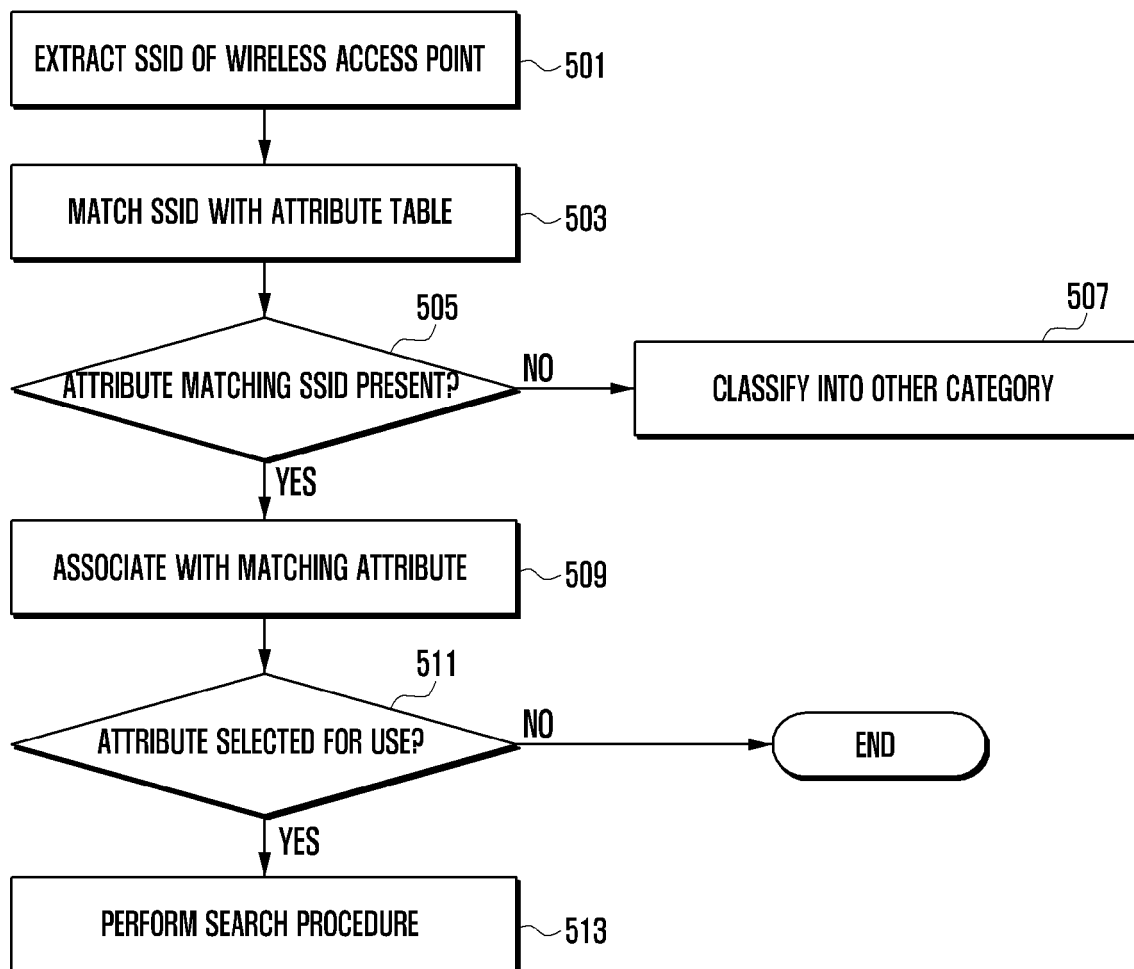 EXTRACT SSID OF WIRELESS ACCESS POINT
501
MATCH SSID WITH ATTRIBUTE TABLE
503
505
507
ATTRIBUTE MATCHING SSID PRESENT?
NO
CLASSIFY INTO OTHER CATEGORY
YES
ASSOCIATE WITH MATCHING ATTRIBUTE
509
511
ATTRIBUTE SELECTED FOR USE?
NO
END
YES
PERFORM SEARCH PROCEDURE
513